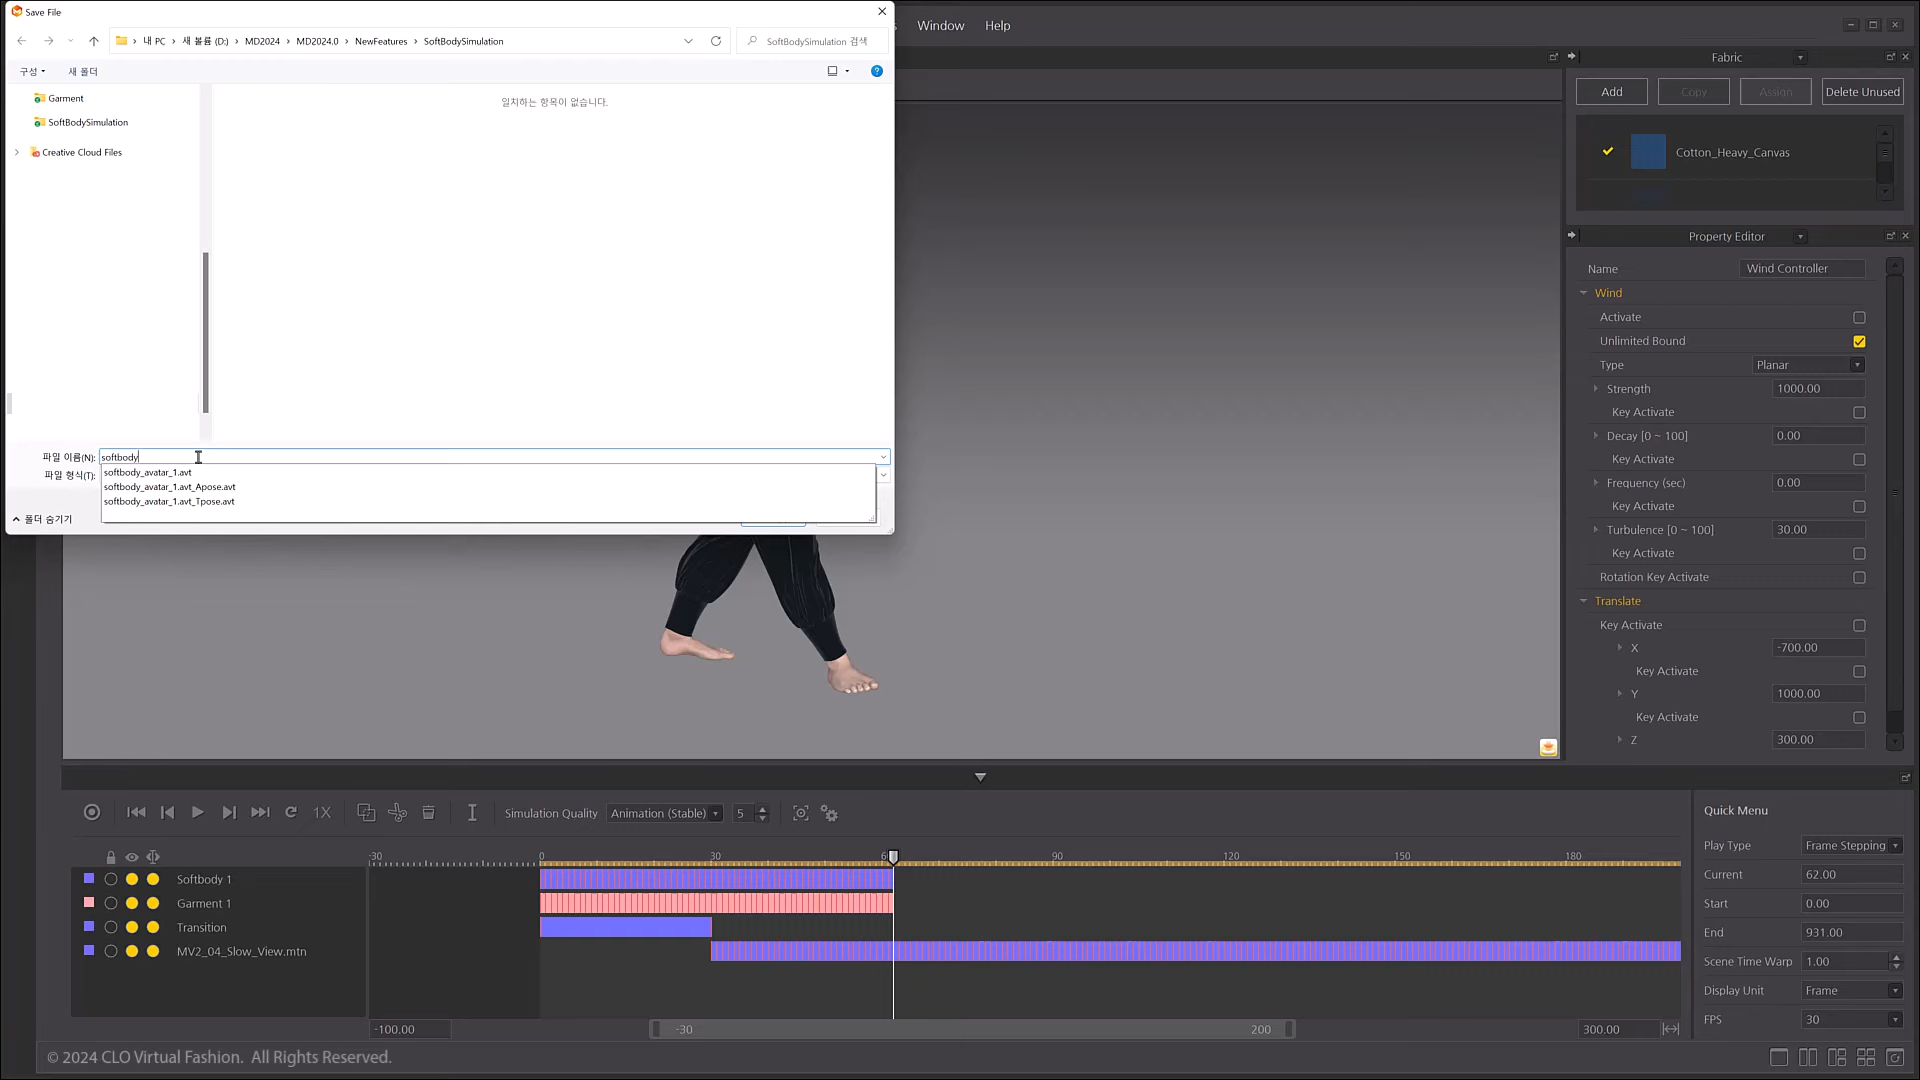 Save File
내 PC > 새 볼륨 (D:) > MD2024 > MD2024.0 > NewFeatures > SoftBodySimulation
SoftBodySimulation 검색
구성
새 폴더
Garment
SoftBodySimulation
Creative Cloud Files
일치하는 항목이 없습니다.
파일 이름(N):
softbody
파일 형식(T):
softbody_avatar_1.avt
softbody_avatar_1.avt_Apose.avt
softbody_avatar_1.avt_Tpose.avt
폴더 숨기기
Window
Help
Fabric
Add
Copy
Assign
Delete Unused
Cotton_Heavy_Canvas
Property Editor
Name
Wind Controller
Wind
Activate
Unlimited Bound
Type
Planar
Strength
1000.00
Key Activate
Decay [0 ~ 100]
0.00
Key Activate
Frequency (sec)
0.00
Key Activate
Turbulence [0 ~ 100]
30.00
Key Activate
Rotation Key Activate
Translate
Key Activate
X
-700.00
Key Activate
Y
1000.00
Key Activate
Z
300.00
1X
Simulation Quality
Animation (Stable)
5
-30
0
30
90
120
150
180
Softbody 1
Garment 1
Transition
MV2_04_Slow_View.mtn
-100.00
-30
200
300.00
Quick Menu
Play Type
Frame Stepping
Current
62.00
Start
0.00
End
931.00
Scene Time Warp
1.00
Display Unit
Frame
FPS
30
© 2024 CLO Virtual Fashion. All Rights Reserved.